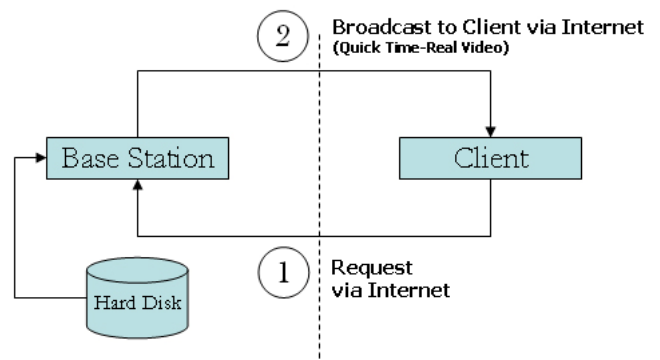 2
Broadcast to Client via Internet
(Quick Time-Real Video)
Base Station
Client
1
Request
via Internet
Hard Disk